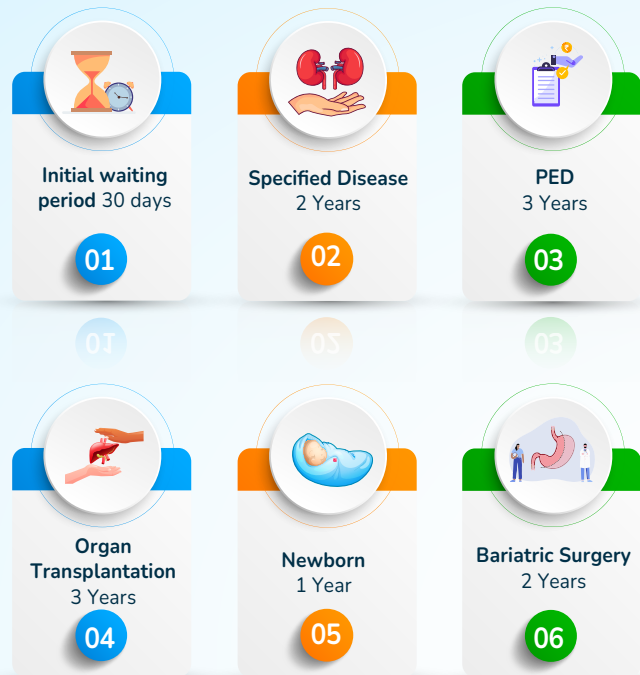 Initial waiting
period 30 days
01
Specified Disease
2 Years
02
PED
3 Years
03
Organ
Transplantation
3 Years
04
Newborn
1 Year
05
Bariatric Surgery
2 Years
06